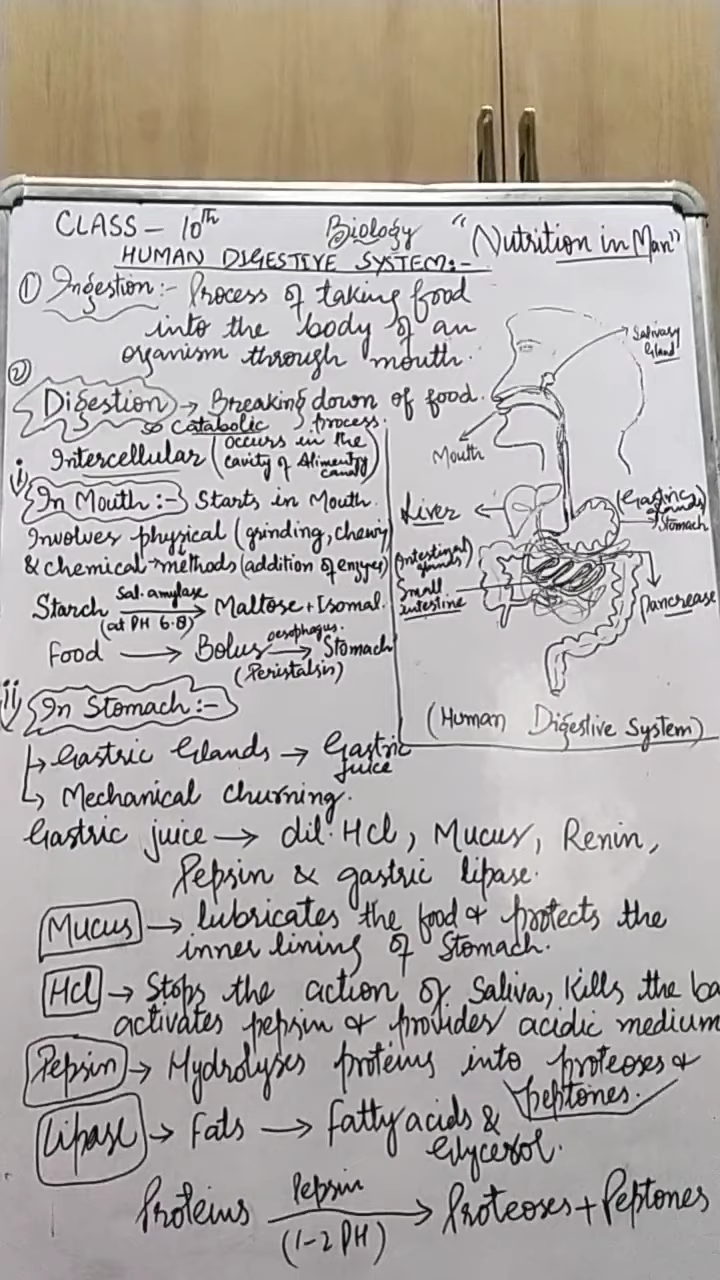 CLASS - 10th Biology "Nutrition in Man"
HUMAN DIGESTIVE SYSTEM:-
① Ingestion:- Process of taking food
into the body of an
organism through mouth.
②
Digestion → Breaking down of food.
Catabolic process.
Intercellular (occurs in the
cavity of Alimentry
canal)
i
In Mouth:- Starts in Mouth.
Involves physical (grinding, chewy
& chemical methods (addition of enzymes)
Starch Sal. amylase → Maltose + Isomal.
(at PH 6.8)
Food → Bolus oesophagus. → Stomach
(Peristalsin)
Salivary
Gland
Mouth
Liver
(Gastric
glands)
Stomach
(Intestinal
glands)
Small
intestine
Pancrease
(Human Digestive System)
ii
In Stomach:-
→ Gastric Glands → Gastric
Juice
→ Mechanical churning.
Gastric juice → dil. Hcl, Mucus, Renin,
Pepsin & gastric lipase.
Mucus → lubricates the food & protects the
inner lining of Stomach.
Hcl → Stops the action of Saliva, Kills the ba
activates pepsin & provides acidic medium
Pepsin → Hydrolyses proteins into proteoses &
peptones.
Lipase → Fats → Fatty acids &
Glycerol.
Proteins Pepsin → Proteoses + Peptones
(1-2 PH)